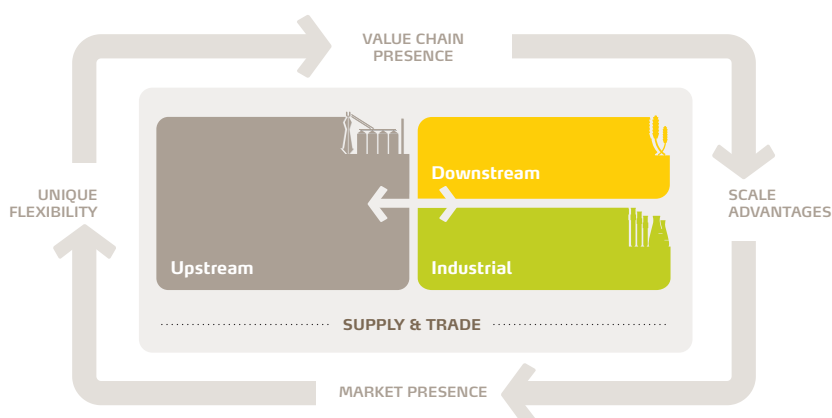 VALUE CHAIN
PRESENCE
Downstream
UNIQUE
FLEXIBILITY
SCALE
ADVANTAGES
Upstream
Industrial
SUPPLY & TRADE
MARKET PRESENCE